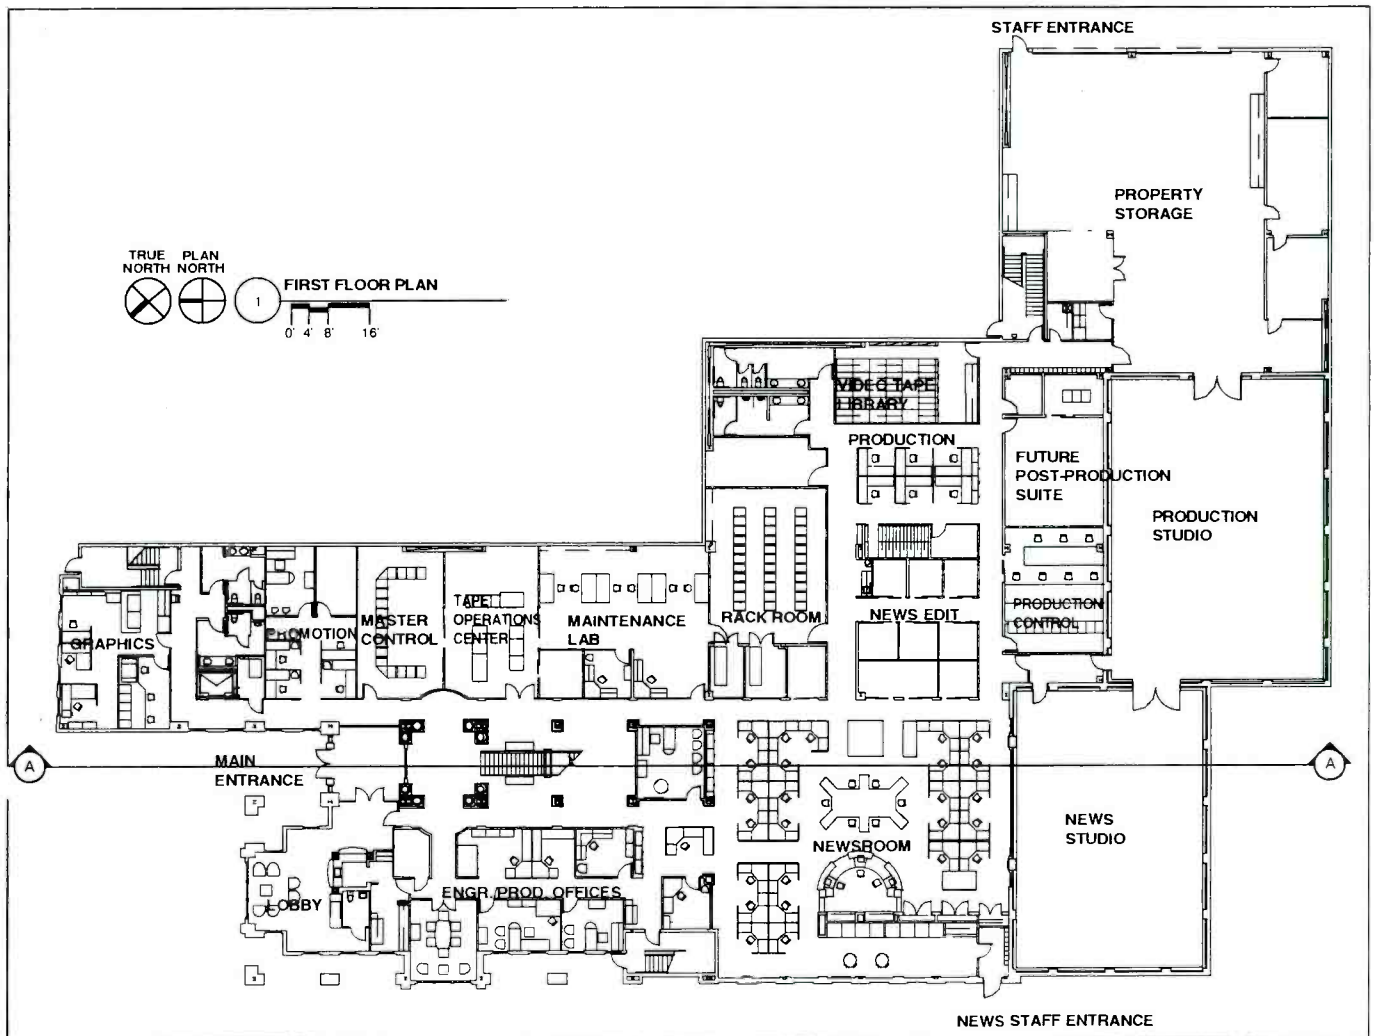 STAFF ENTRANCE
PROPERTY
STORAGE
TRUE
NORTH
PLAN
NORTH
1
FIRST FLOOR PLAN
0' 4' 8' 16'
VIDEO TAPE
LIBRARY
PRODUCTION
FUTURE
POST-PRODUCTION
SUITE
PRODUCTION
STUDIO
GRAPHICS
PROMOTION
MASTER
CONTROL
TAPE
OPERATIONS
CENTER
MAINTENANCE
LAB
RACK ROOM
NEWS EDIT
PRODUCTION
CONTROL
A
MAIN
ENTRANCE
A
NEWS
STUDIO
NEWSROOM
LOBBY
ENGR./PROD. OFFICES
NEWS STAFF ENTRANCE